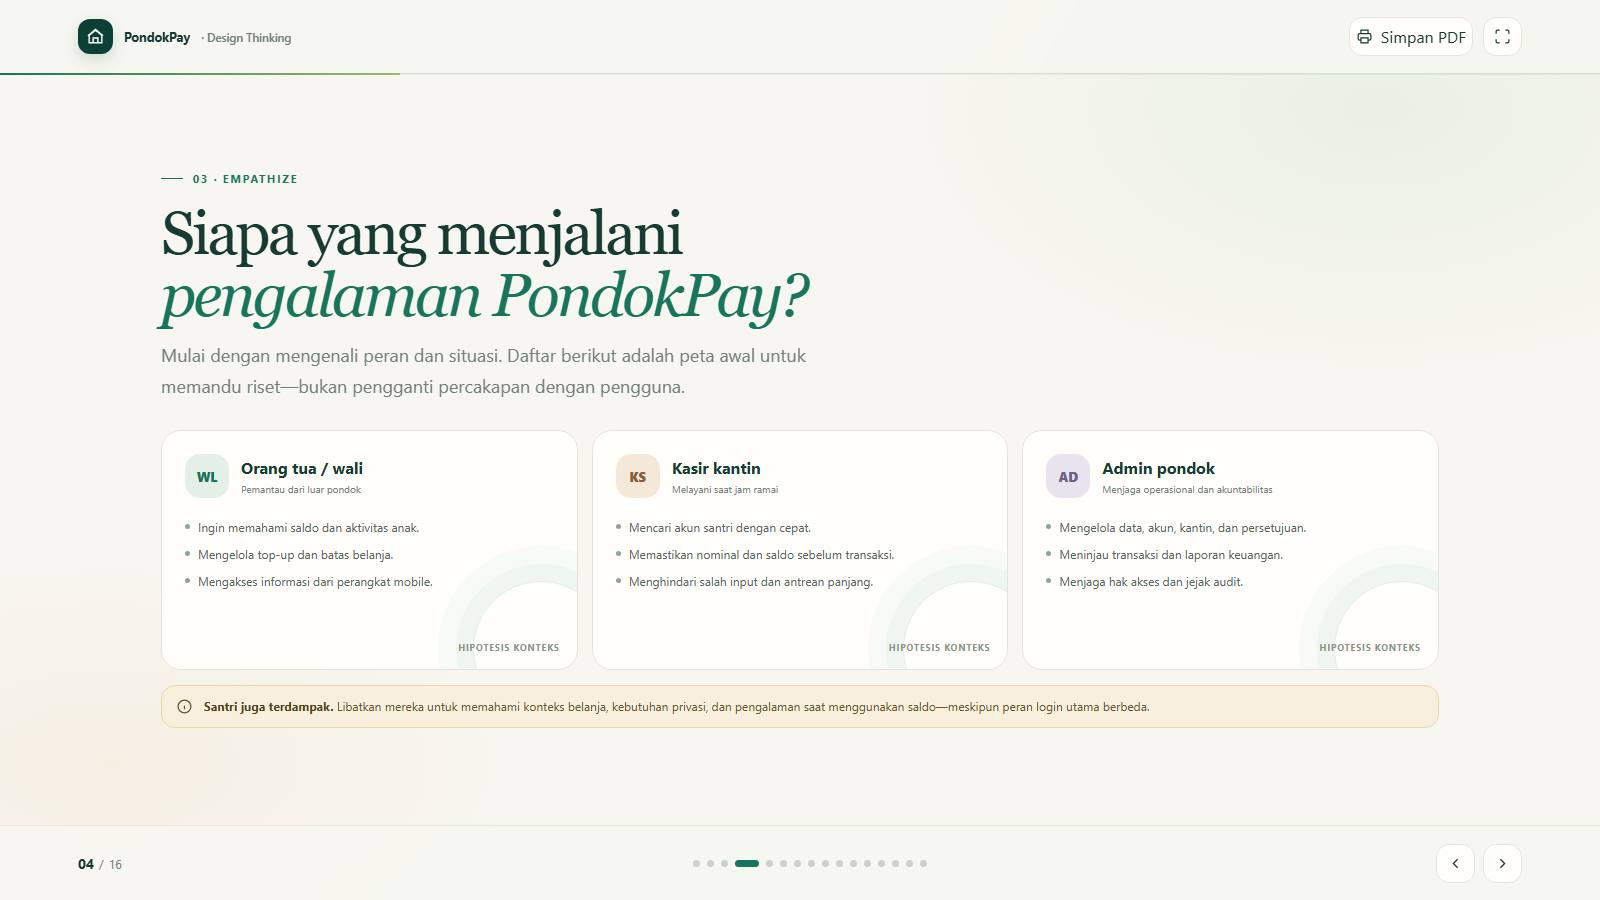 PondokPay · Design Thinking
Simpan PDF
03 · EMPATHIZE
Siapa yang menjalani
pengalaman PondokPay?
Mulai dengan mengenali peran dan situasi. Daftar berikut adalah peta awal untuk
memandu riset—bukan pengganti percakapan dengan pengguna.
WL
Orang tua / wali
Pemantau dari luar pondok
Ingin memahami saldo dan aktivitas anak.
Mengelola top-up dan batas belanja.
Mengakses informasi dari perangkat mobile.
HIPOTESIS KONTEKS
KS
Kasir kantin
Melayani saat jam ramai
Mencari akun santri dengan cepat.
Memastikan nominal dan saldo sebelum transaksi.
Menghindari salah input dan antrean panjang.
HIPOTESIS KONTEKS
AD
Admin pondok
Menjaga operasional dan akuntabilitas
Mengelola data, akun, kantin, dan persetujuan.
Meninjau transaksi dan laporan keuangan.
Menjaga hak akses dan jejak audit.
HIPOTESIS KONTEKS
Santri juga terdampak. Libatkan mereka untuk memahami konteks belanja, kebutuhan privasi, dan pengalaman saat menggunakan saldo—meskipun peran login utama berbeda.
04 / 16